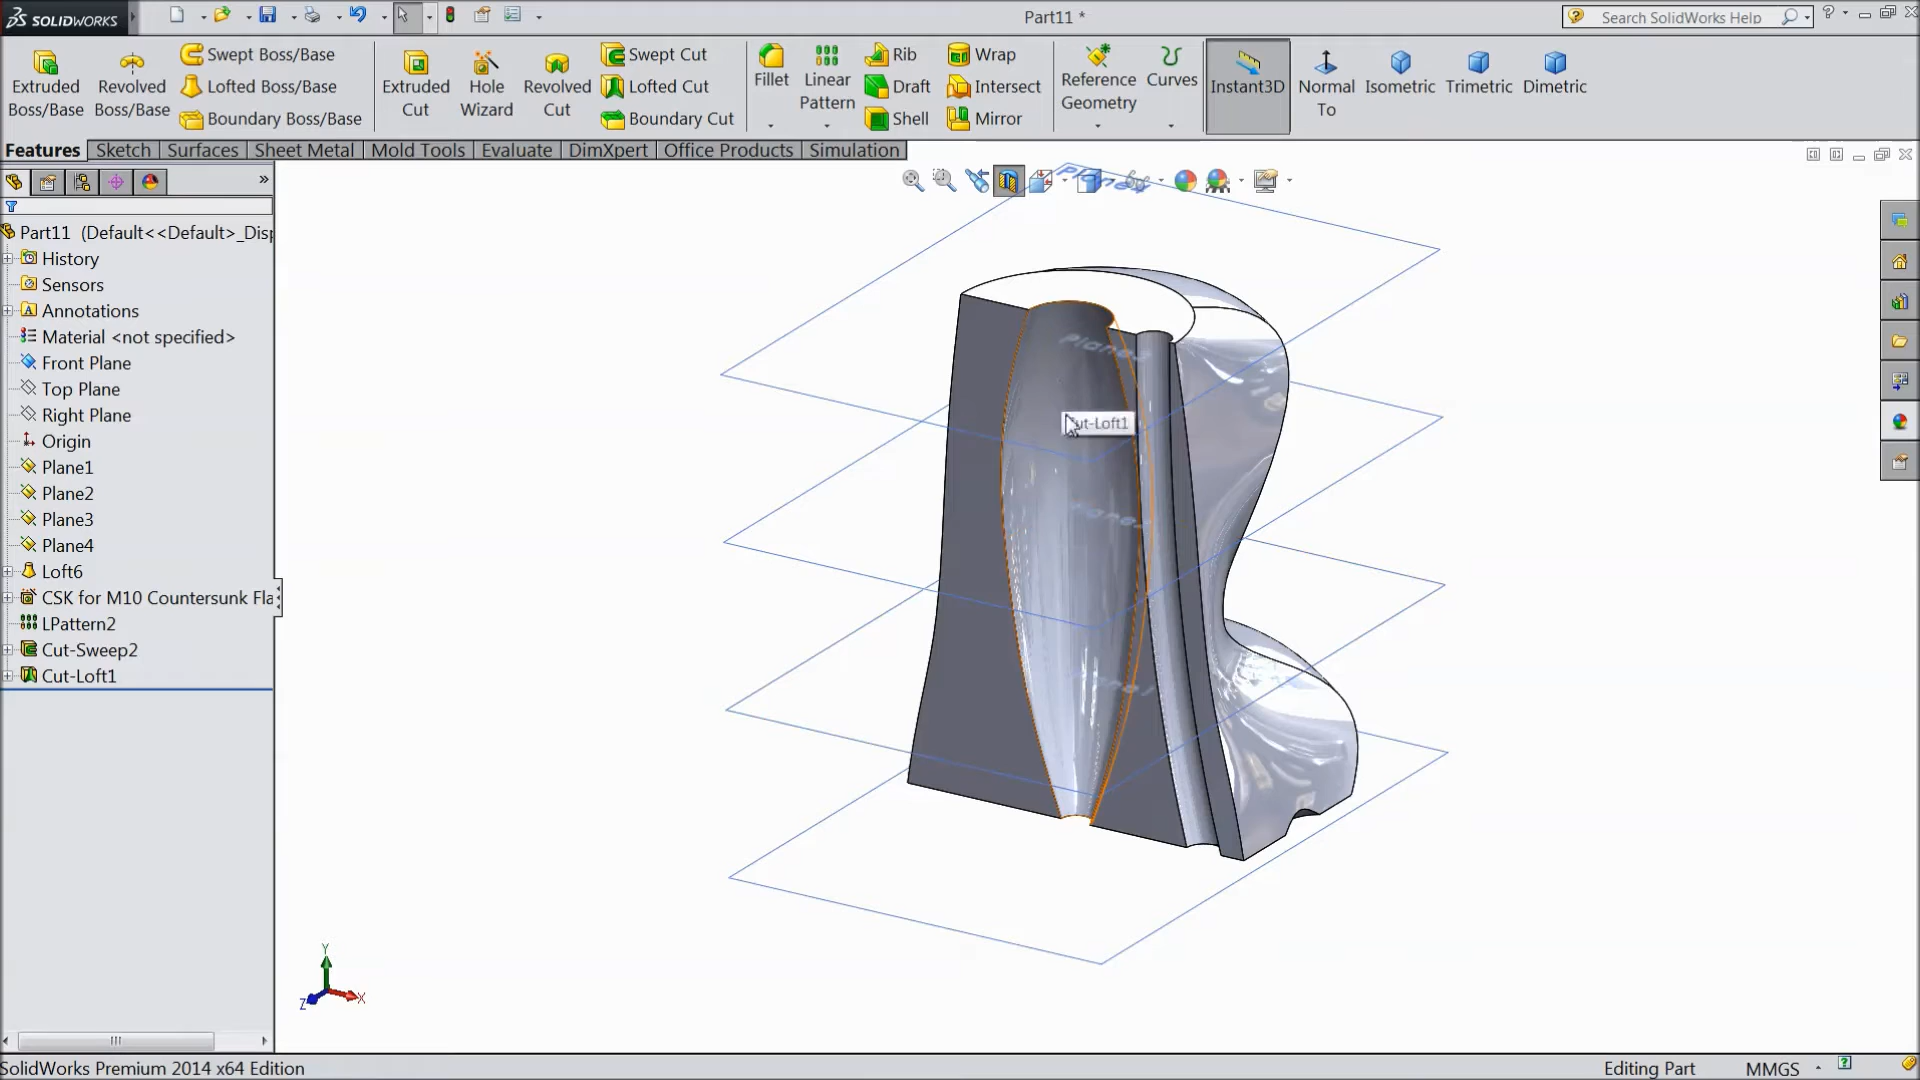 SOLIDWORKS
Part11 *
Search SolidWorks Help
Extruded Boss/Base
Revolved Boss/Base
Swept Boss/Base
Lofted Boss/Base
Boundary Boss/Base
Extruded Cut
Hole Wizard
Revolved Cut
Swept Cut
Lofted Cut
Boundary Cut
Fillet
Linear Pattern
Rib
Draft
Shell
Wrap
Intersect
Mirror
Reference Geometry
Curves
Instant3D
Normal To
Isometric
Trimetric
Dimetric
Features
Sketch
Surfaces
Sheet Metal
Mold Tools
Evaluate
DimXpert
Office Products
Simulation
Part11 (Default<<Default>_Disp
History
Sensors
Annotations
Material <not specified>
Front Plane
Top Plane
Right Plane
Origin
Plane1
Plane2
Plane3
Plane4
Loft6
CSK for M10 Countersunk Fla
LPattern2
Cut-Sweep2
Cut-Loft1
Plane4
ut-Loft1
Y
Z
X
SolidWorks Premium 2014 x64 Edition
Editing Part
MMGS